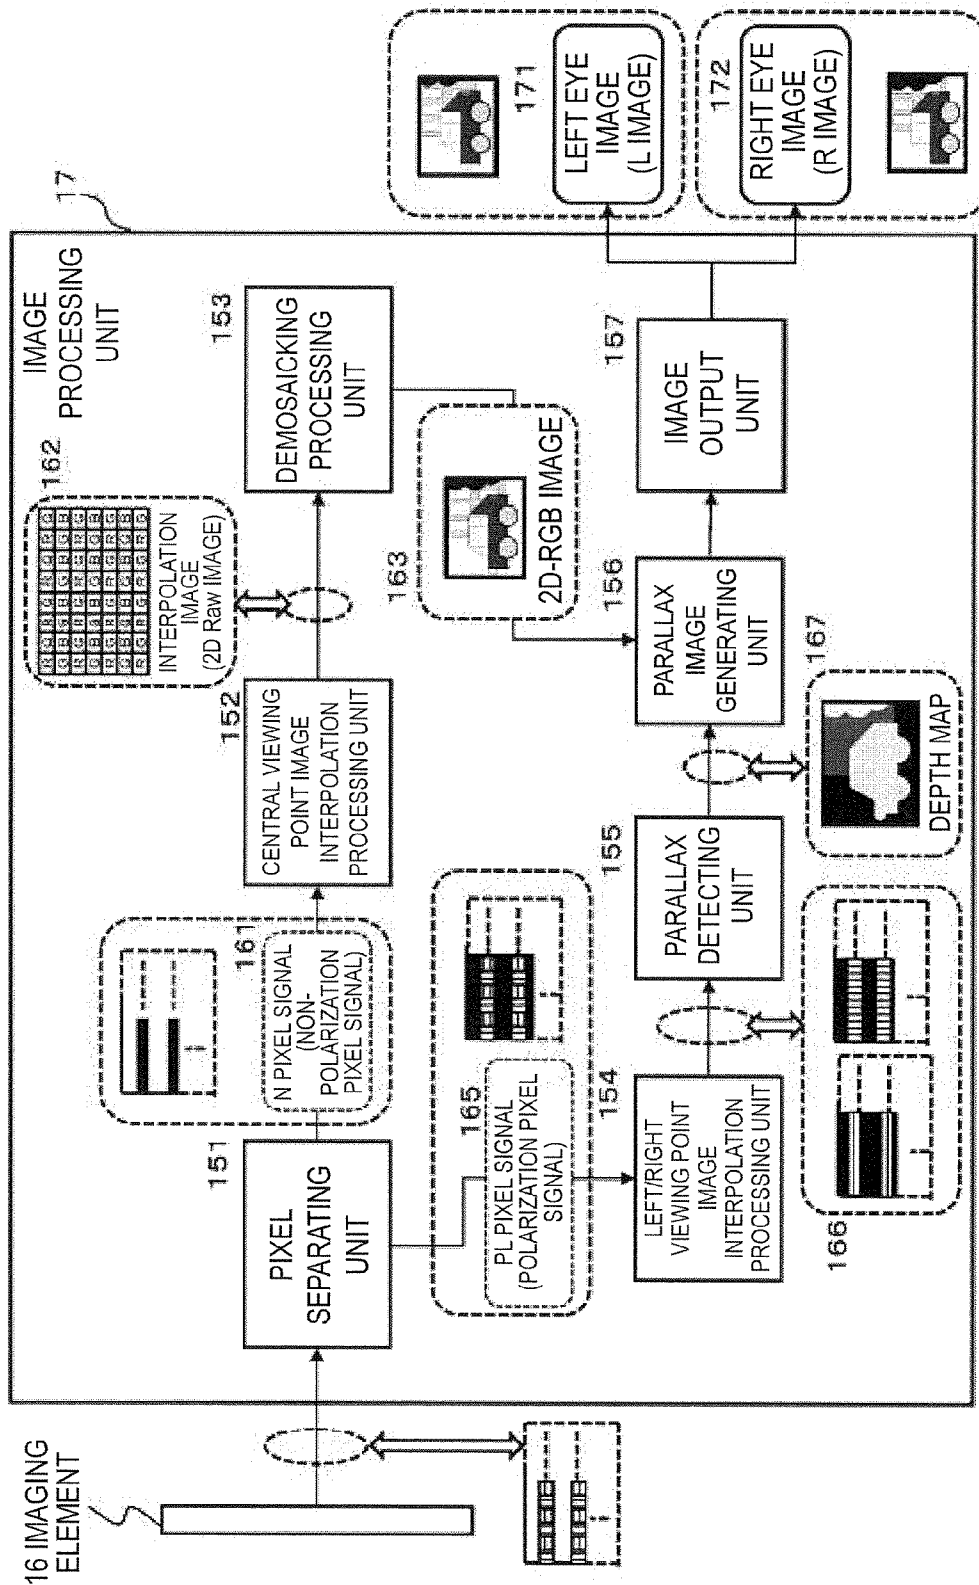 16 IMAGING
ELEMENT
17
IMAGE
PROCESSING
UNIT
151
PIXEL
SEPARATING
UNIT
161
N PIXEL SIGNAL
(NON-
POLARIZATION
PIXEL SIGNAL)
152
CENTRAL VIEWING
POINT IMAGE
INTERPOLATION
PROCESSING UNIT
162
INTERPOLATION
IMAGE
(2D Raw IMAGE)
153
DEMOSAICKING
PROCESSING
UNIT
163
2D-RGB IMAGE
165
PL PIXEL SIGNAL
(POLARIZATION PIXEL
SIGNAL)
154
LEFT/RIGHT
VIEWING POINT
IMAGE
INTERPOLATION
PROCESSING UNIT
166
155
PARALLAX
DETECTING
UNIT
167
DEPTH MAP
156
PARALLAX
IMAGE
GENERATING
UNIT
157
IMAGE
OUTPUT
UNIT
171
LEFT EYE
IMAGE
(L IMAGE)
172
RIGHT EYE
IMAGE
(R IMAGE)